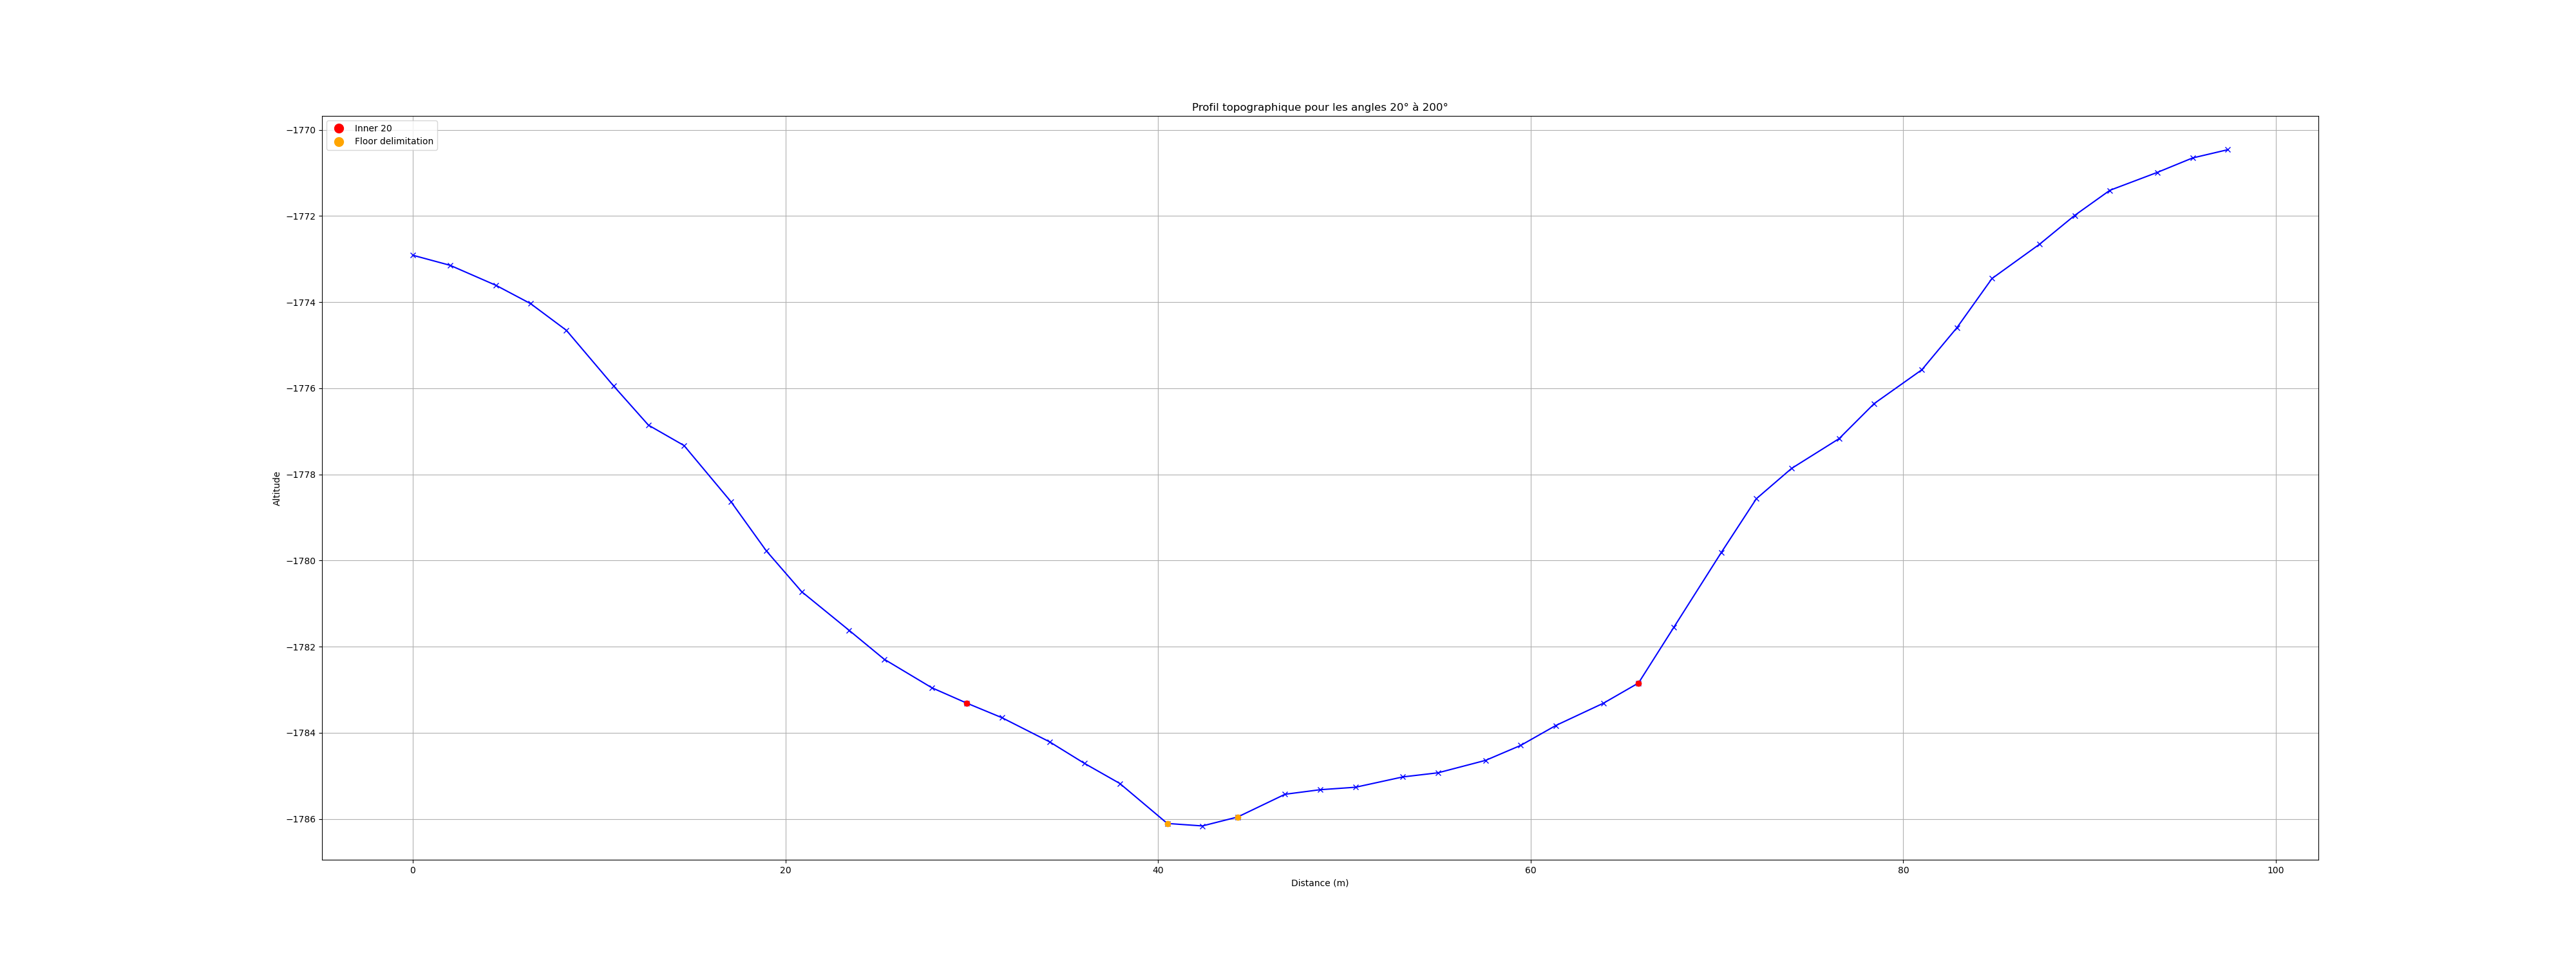 Profil topographique pour les angles 20° à 200°
Inner 20
Floor delimitation
Altitude
−1770
−1772
−1774
−1776
−1778
−1780
−1782
−1784
−1786
0 20 40 60 80 100
Distance (m)